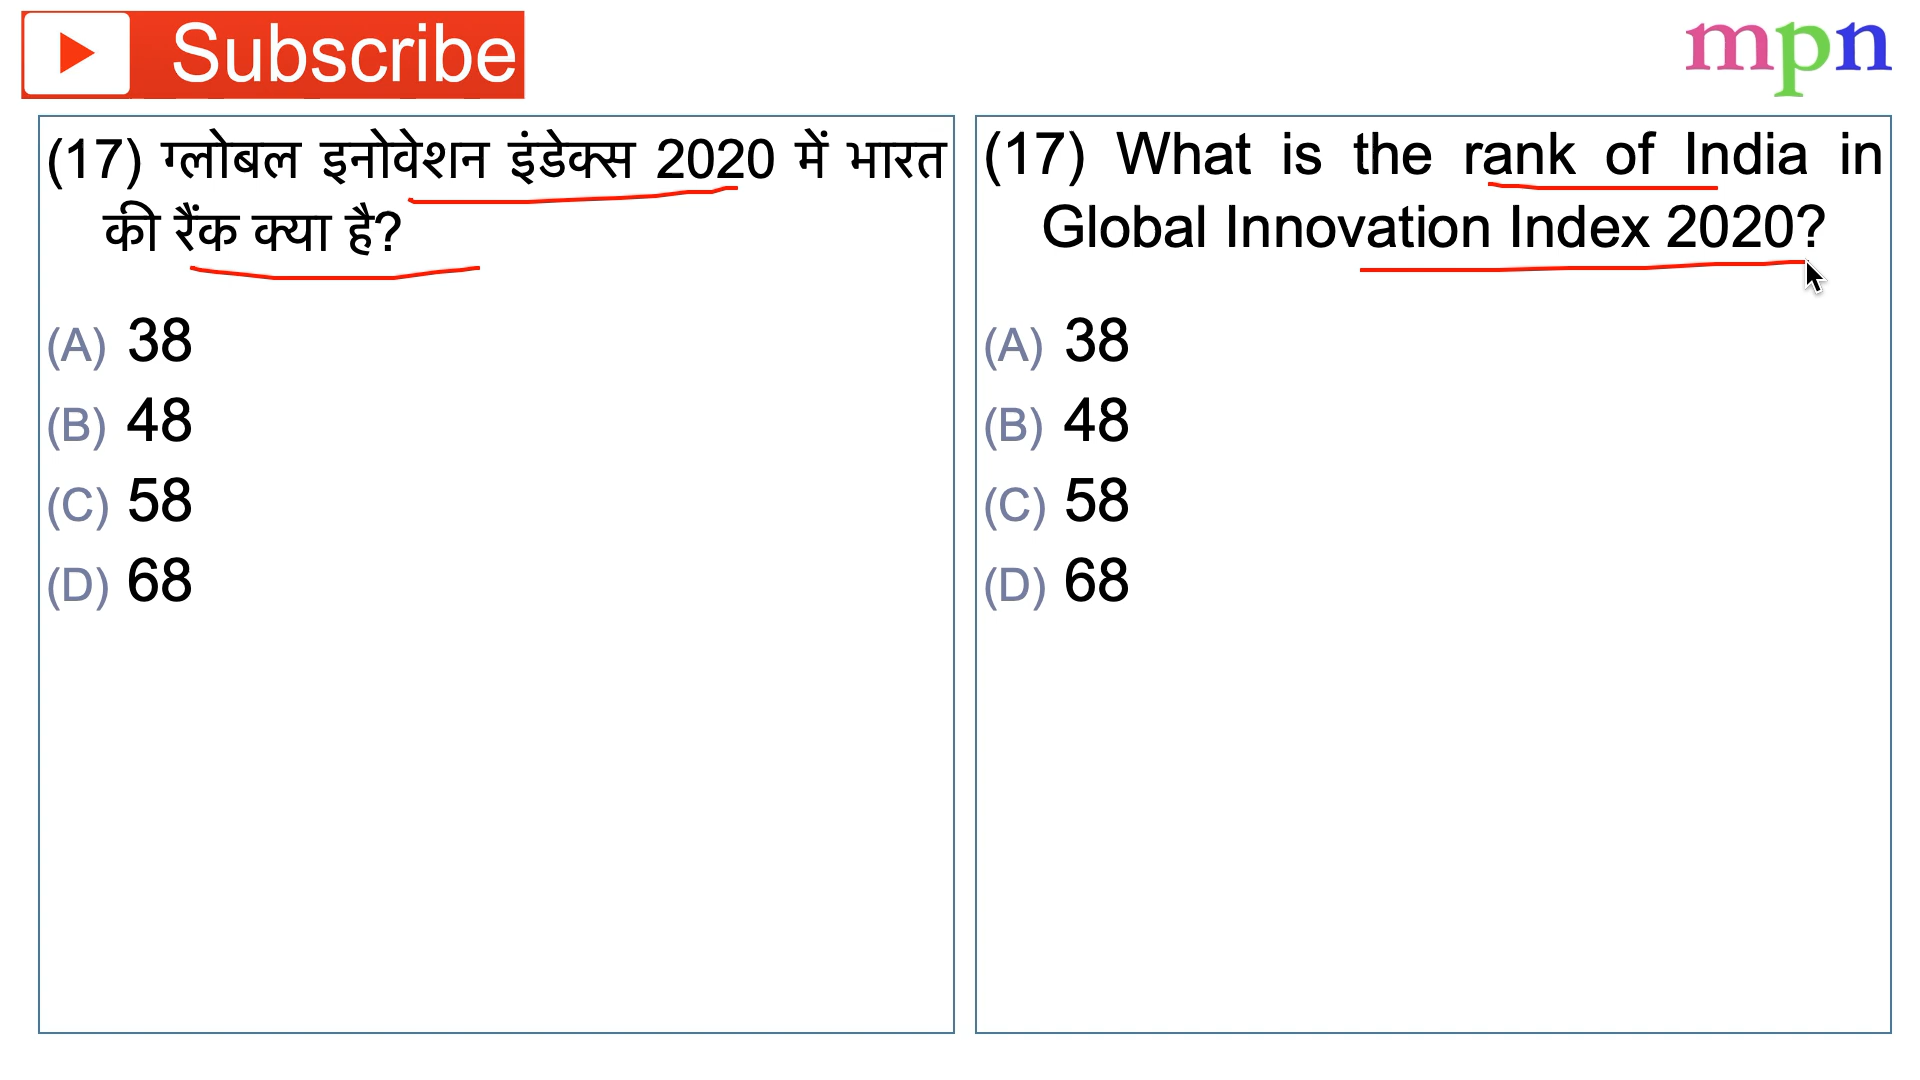 Subscribe
mpn
(17) ग्लोबल इनोवेशन इंडेक्स 2020 में भारत
की रैंक क्या है?
(A) 38
(B) 48
(C) 58
(D) 68
(17) What is the rank of India in
Global Innovation Index 2020?
(A) 38
(B) 48
(C) 58
(D) 68